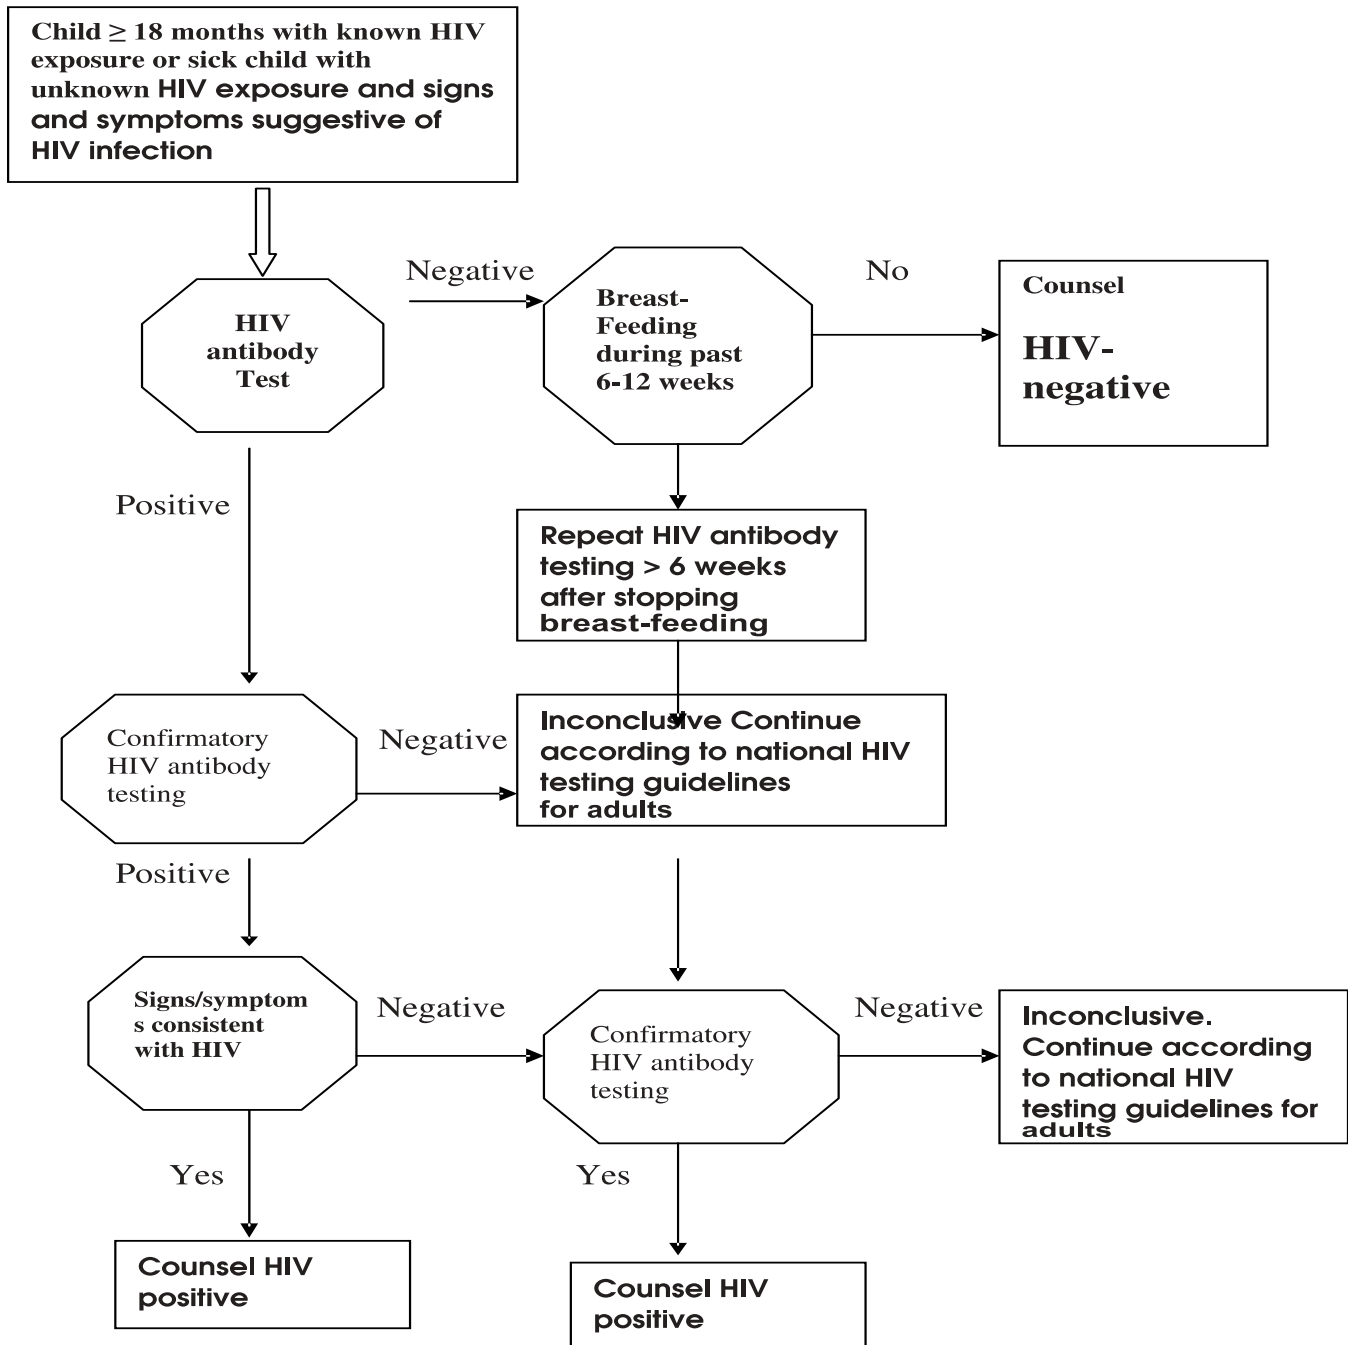 Child ≥ 18 months with known HIV
exposure or sick child with
unknown HIV exposure and signs
and symptoms suggestive of
HIV infection
Negative
No
HIV
antibody
Test
Breast-
Feeding
during past
6-12 weeks
Counsel
HIV-
negative
Positive
Repeat HIV antibody
testing > 6 weeks
after stopping
breast-feeding
Confirmatory
HIV antibody
testing
Negative
Inconclusive Continue
according to national HIV
testing guidelines
for adults
Positive
Signs/symptom
s consistent
with HIV
Negative
Confirmatory
HIV antibody
testing
Negative
Inconclusive.
Continue according
to national HIV
testing guidelines for
adults
Yes
Yes
Counsel HIV
positive
Counsel HIV
positive